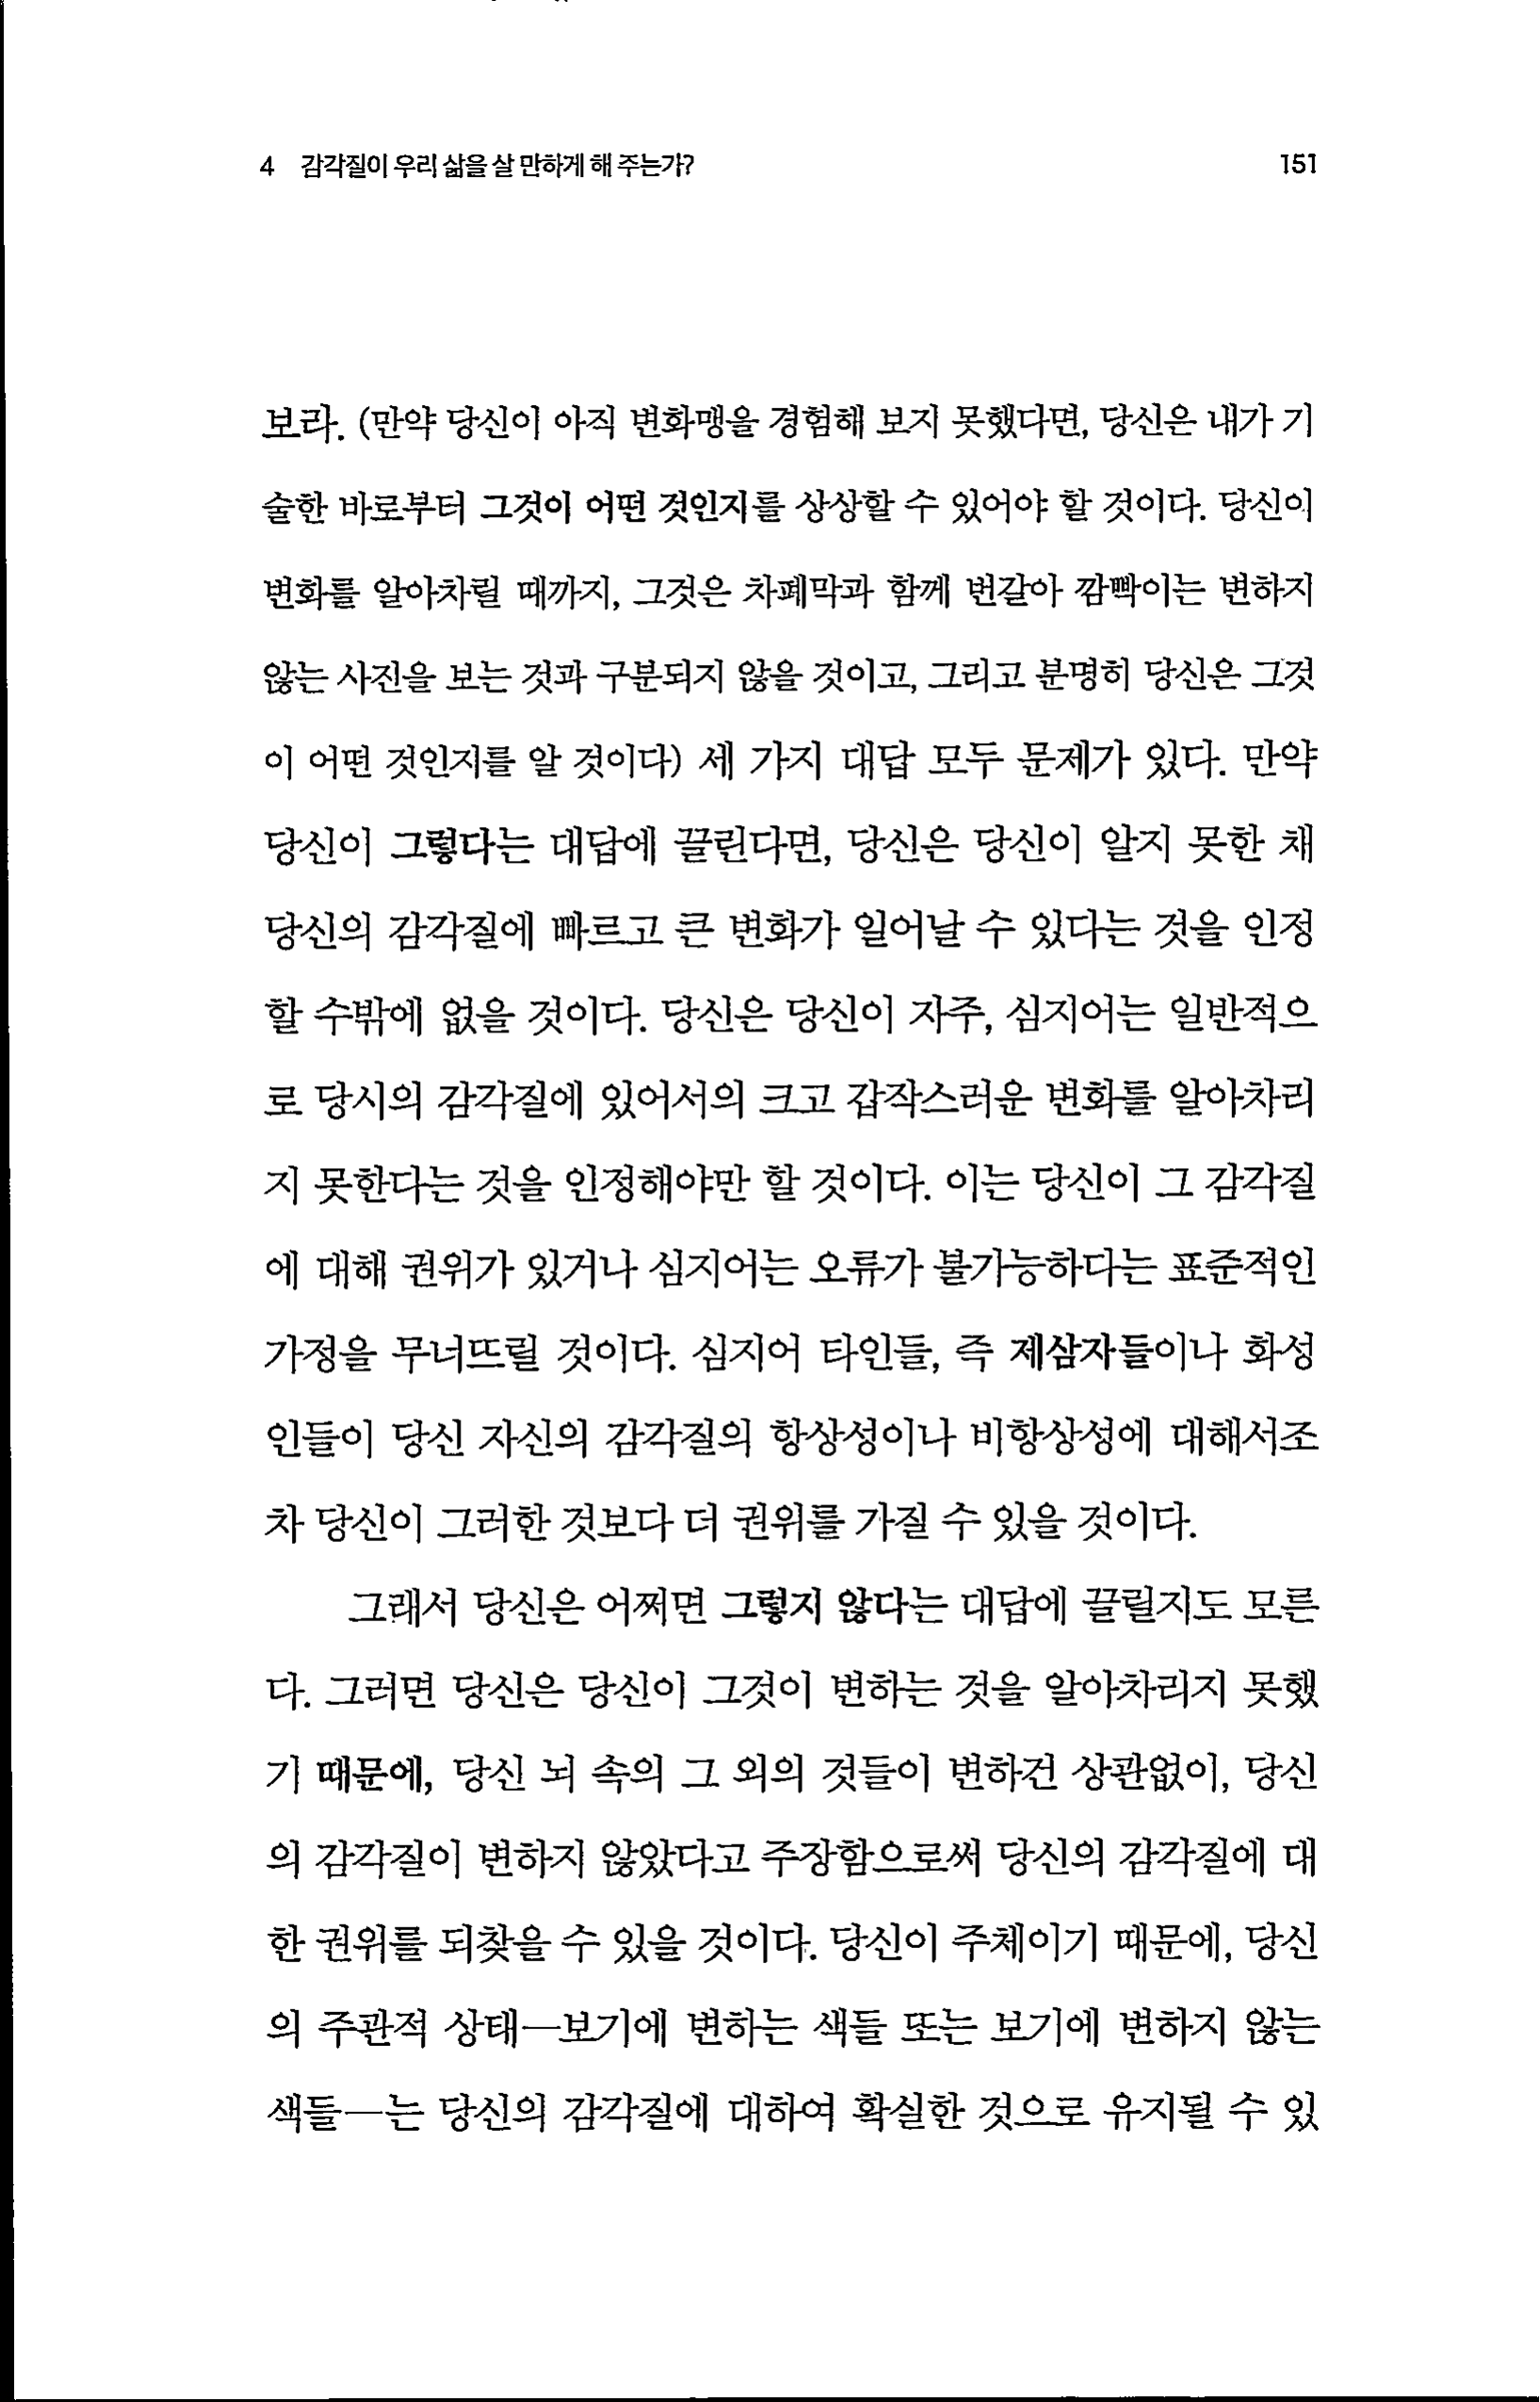 4 감각질이 우리 삶을 살 만하게 해 주는가? 151
보라. (만약 당신이 아직 변화맹을 경험해 보지 못했다면, 당신은 내가 기
술한 바로부터 그것이 어떤 것인지를 상상할 수 있어야 할 것이다. 당신이
변화를 알아차릴 때까지, 그것은 차폐막과 함께 번갈아 깜빡이는 변하지
않는 사진을 보는 것과 구분되지 않을 것이고, 그리고 분명히 당신은 그것
이 어떤 것인지를 알 것이다) 세 가지 대답 모두 문제가 있다. 만약
당신이 그렇다는 대답에 끌린다면, 당신은 당신이 알지 못한 채
당신의 감각질에 빠르고 큰 변화가 일어날 수 있다는 것을 인정
할 수밖에 없을 것이다. 당신은 당신이 자주, 심지어는 일반적으
로 당시의 감각질에 있어서의 크고 갑작스러운 변화를 알아차리
지 못한다는 것을 인정해야만 할 것이다. 이는 당신이 그 감각질
에 대해 권위가 있거나 심지어는 오류가 불가능하다는 표준적인
가정을 무너뜨릴 것이다. 심지어 타인들, 즉 제삼자들이나 화성
인들이 당신 자신의 감각질의 항상성이나 비항상성에 대해서조
차 당신이 그러한 것보다 더 권위를 가질 수 있을 것이다.
그래서 당신은 어쩌면 그렇지 않다는 대답에 끌릴지도 모른
다. 그러면 당신은 당신이 그것이 변하는 것을 알아차리지 못했
기 때문에, 당신 뇌 속의 그 외의 것들이 변하건 상관없이, 당신
의 감각질이 변하지 않았다고 주장함으로써 당신의 감각질에 대
한 권위를 되찾을 수 있을 것이다. 당신이 주체이기 때문에, 당신
의 주관적 상태—보기에 변하는 색들 또는 보기에 변하지 않는
색들—는 당신의 감각질에 대하여 확실한 것으로 유지될 수 있